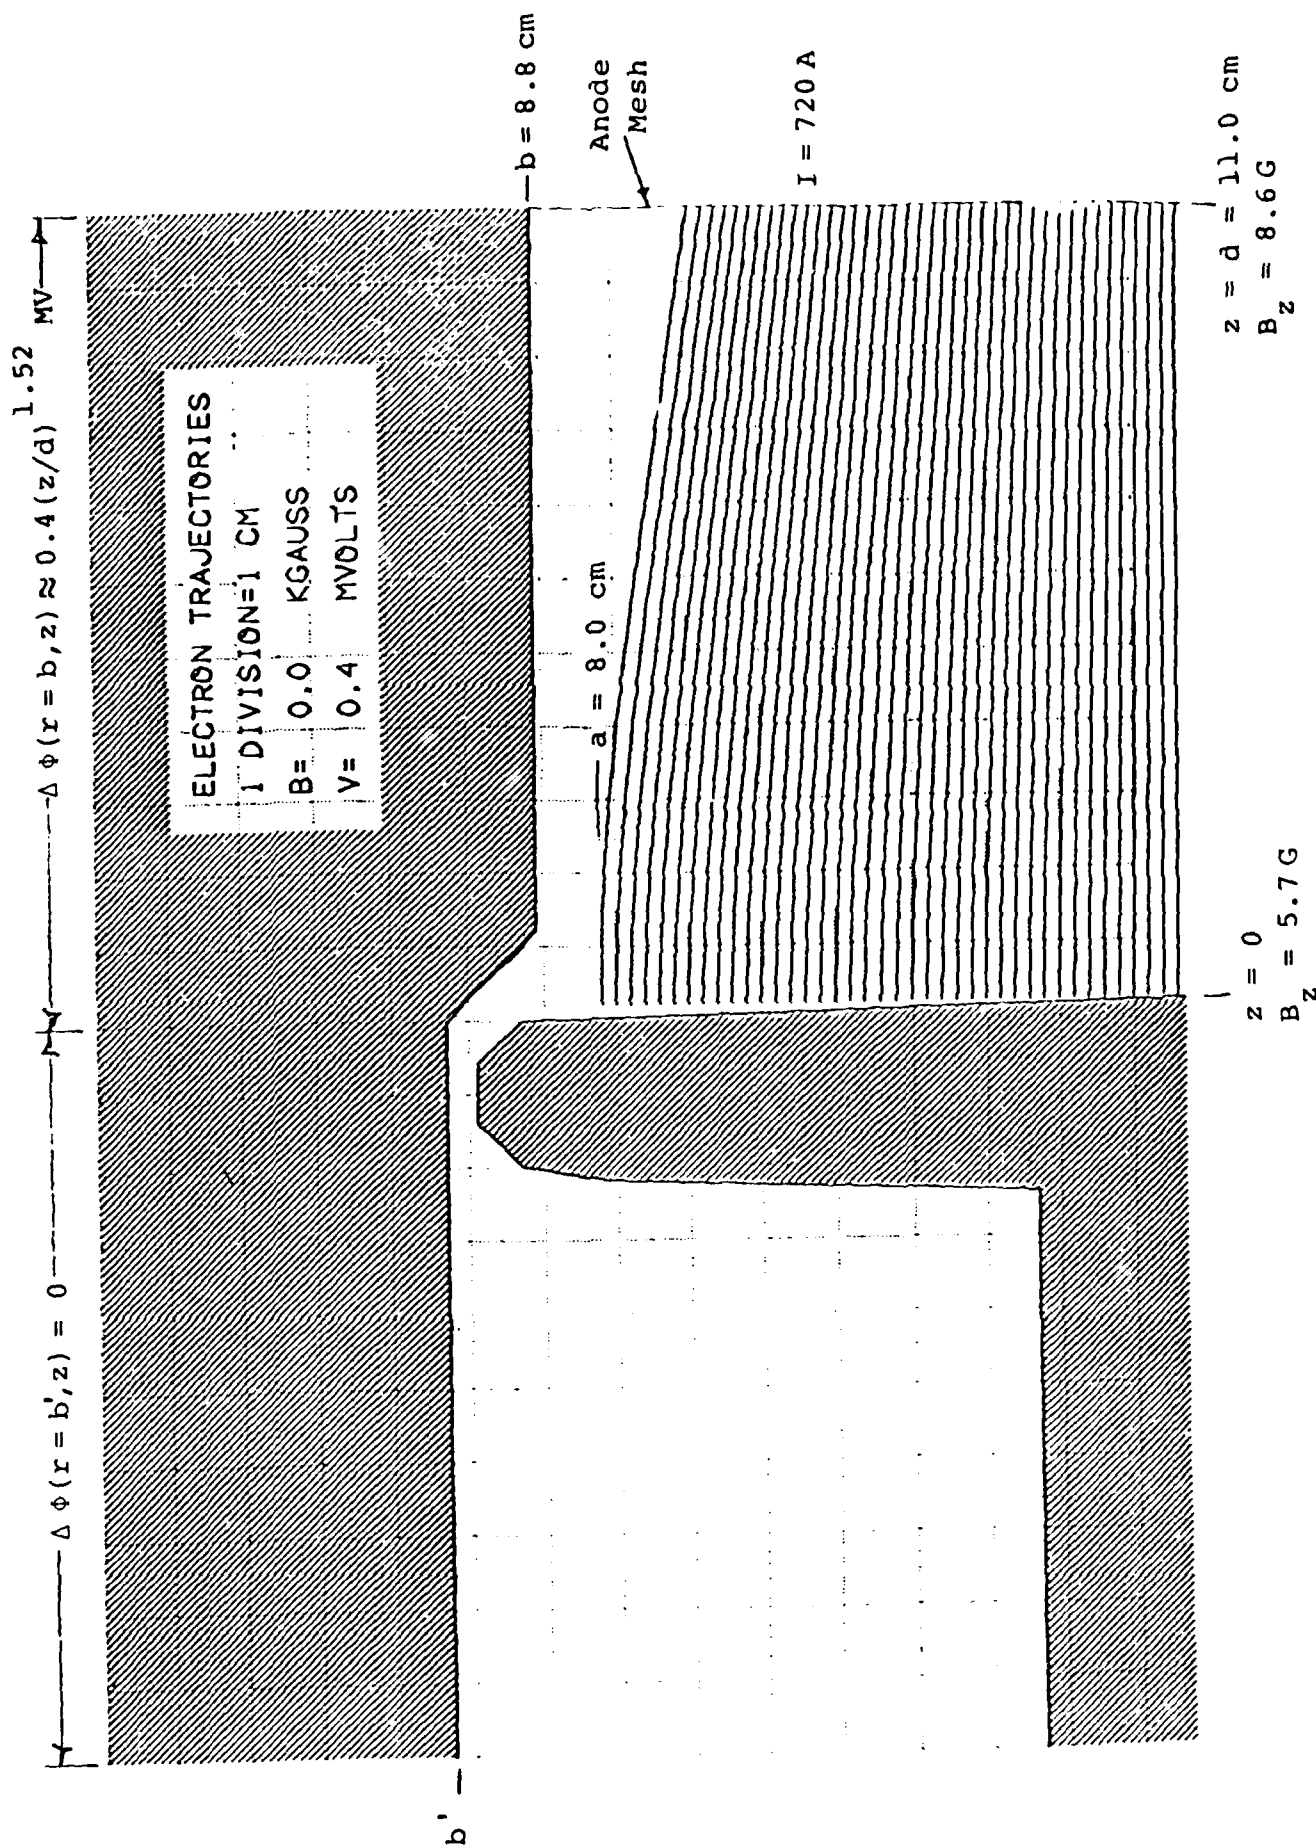 Δ Φ(r = b', z) = 0
Δ Φ(r = b, z) ≈ 0.4 (z/d)^1.52 MV
ELECTRON TRAJECTORIES
1 DIVISION=1 CM
B= 0.0 KGAUSS
V= 0.4 MVOLTS
b'
b = 8.8 cm
a = 8.0 cm
Anode
Mesh
I = 720 A
z = 0
B_z = 5.7 G
z = d = 11.0 cm
B_z = 8.6 G